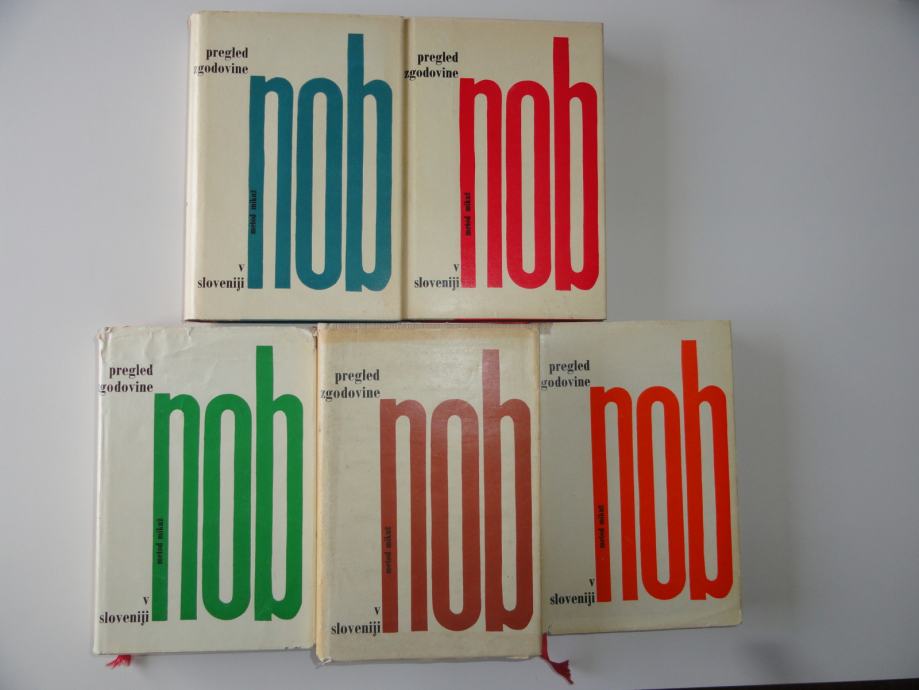 pregled
zgodovine
nob
metod mikuž
v
sloveniji
pregled
zgodovine
nob
metod mikuž
v
sloveniji
pregled
godovine
nob
metod mikuž
v
sloveniji
pregled
zgodovine
nob
metod mikuž
v
sloveniji
pregled
godovine
nob
metod mikuž
v
sloveniji